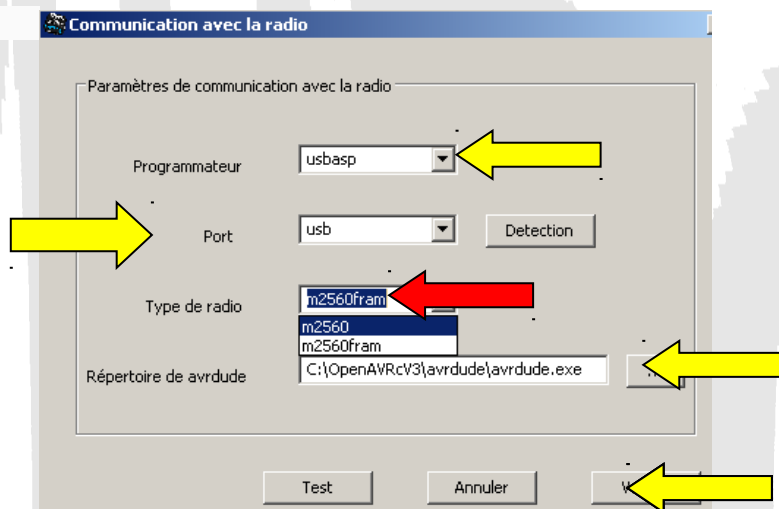 Communication avec la radio
Paramètres de communication avec la radio
Programmateur usbasp
Port usb Detection
Type de radio m2560fram
m2560
m2560fram
Répertoire de avrdude C:\OpenAVRcV3\avrdude\avrdude.exe
Test Annuler